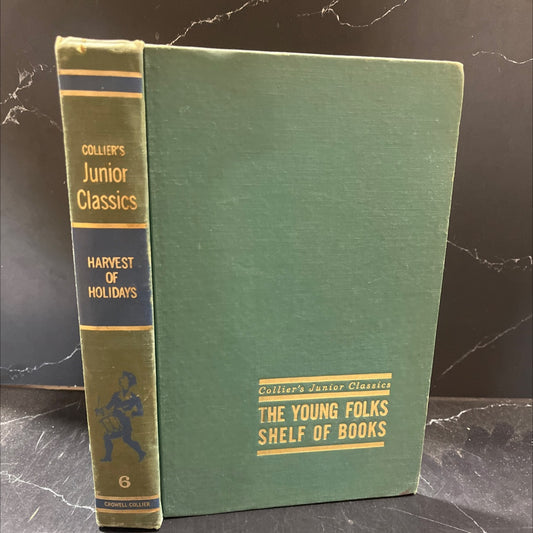 COLLIER'S
Junior
Classics
HARVEST
OF
HOLIDAYS
6
CROWELL COLLIER
Collier's Junior Classics
THE YOUNG FOLKS
SHELF OF BOOKS